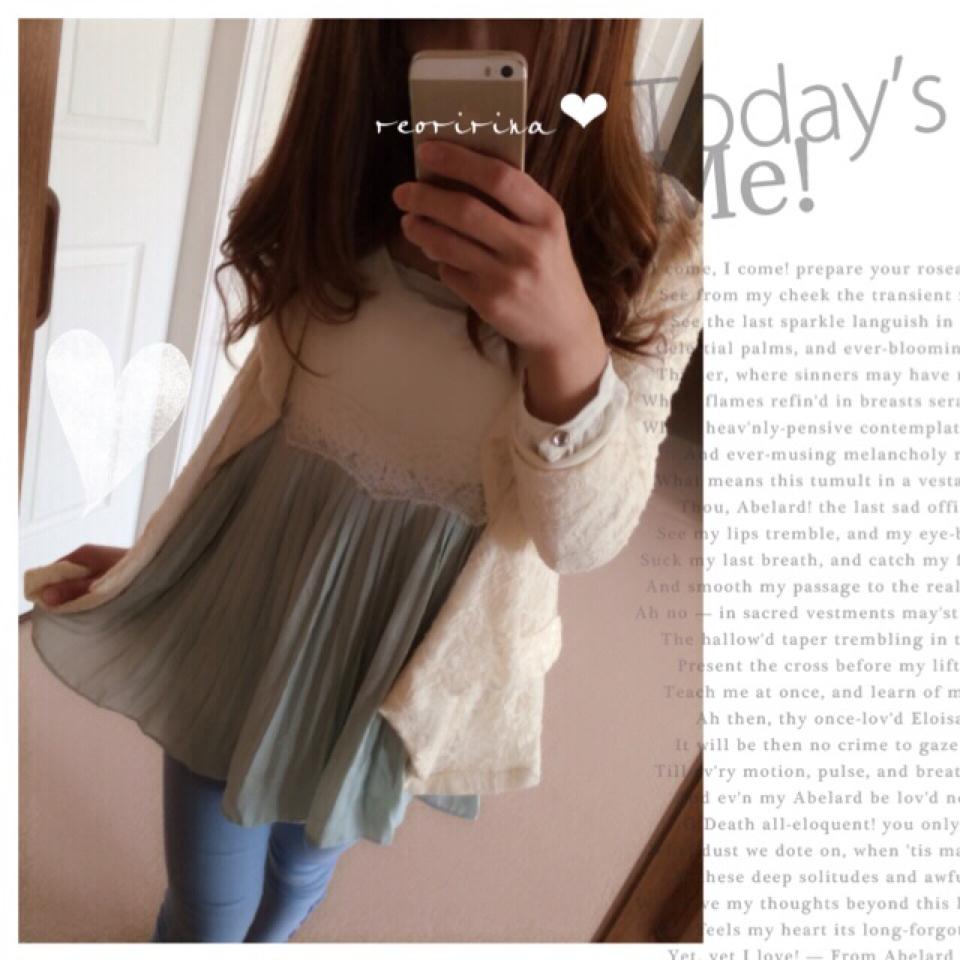 reoririna
Today's
Me!
come, I come! prepare your rosea
See from my cheek the transient
See the last sparkle languish in
Celestial palms, and ever-bloomin
er, where sinners may have
flames refin'd in breasts sera
heav'nly-pensive contemplat
And ever-musing melancholy r
What means this tumult in a vesta
Thou, Abelard! the last sad offi
See my lips tremble, and my eye-b
Suck my last breath, and catch my f
And smooth my passage to the real
Ah no — in sacred vestments may'st
The hallow'd taper trembling in t
Present the cross before my lift
Teach me at once, and learn of m
Ah then, thy once-lov'd Eloisa
It will be then no crime to gaze
Till ev'ry motion, pulse, and breat
ev'n my Abelard be lov'd n
Death all-eloquent! you only
dust we dote on, when 'tis ma
these deep solitudes and awfu
ve my thoughts beyond this l
feels my heart its long-forgo
Yet, yet I love! — From Abelard